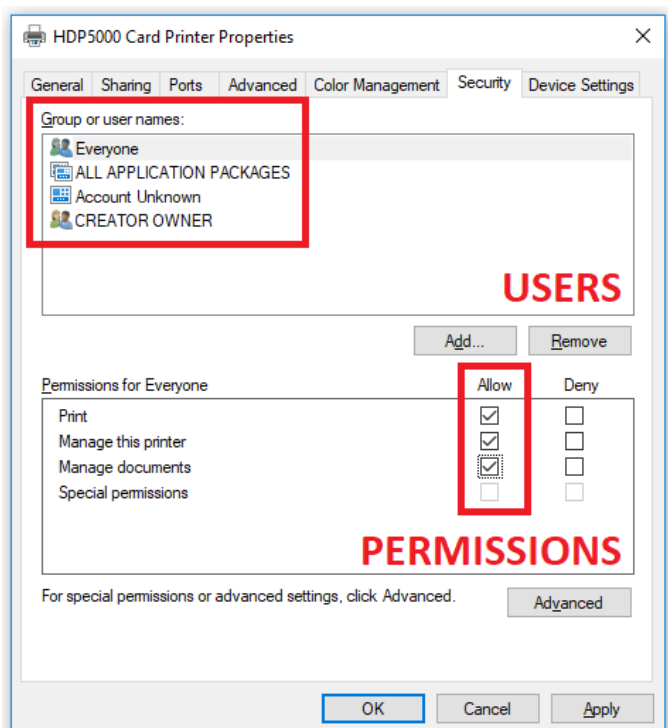 HDP5000 Card Printer Properties
General Sharing Ports Advanced Color Management Security Device Settings
Group or user names:
Everyone
ALL APPLICATION PACKAGES
Account Unknown
CREATOR OWNER
USERS
Add... Remove
Permissions for Everyone Allow Deny
Print
Manage this printer
Manage documents
Special permissions
PERMISSIONS
For special permissions or advanced settings, click Advanced. Advanced
OK Cancel Apply